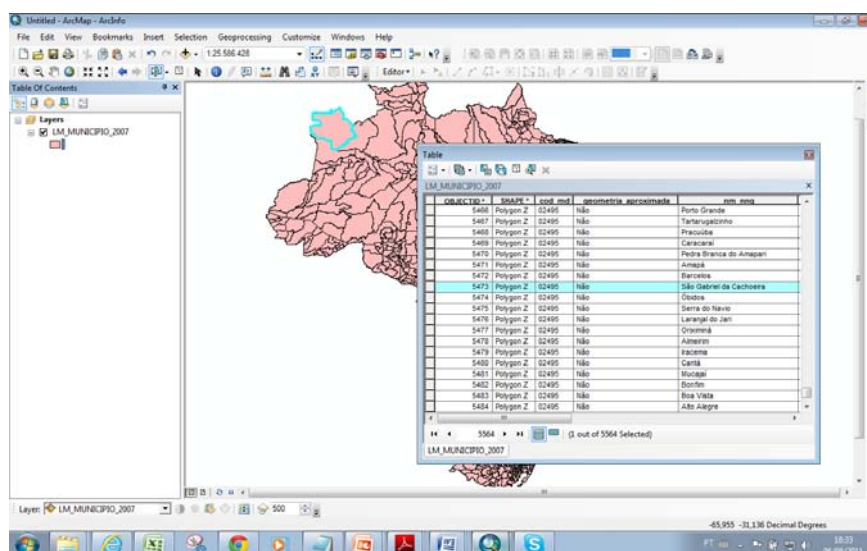 Untitled - ArcMap - ArcInfo
File Edit View Bookmarks Insert Selection Geoprocessing Customize Windows Help
1:25.586.428
Editor
Table Of Contents
Layers
LM_MUNICIPIO_2007
Table
LM_MUNICIPIO_2007
OBJECTID * SHAPE * cod_md geometria_aproximada nm_nng
5466 Polygon Z 02495 Não Porto Grande
5467 Polygon Z 02495 Não Tartarugalzinho
5468 Polygon Z 02495 Não Pracuúba
5469 Polygon Z 02495 Não Caracaraí
5470 Polygon Z 02495 Não Pedra Branca do Amapari
5471 Polygon Z 02495 Não Amapá
5472 Polygon Z 02495 Não Barcelos
5473 Polygon Z 02495 Não São Gabriel da Cachoeira
5474 Polygon Z 02495 Não Óbidos
5475 Polygon Z 02495 Não Serra do Navio
5476 Polygon Z 02495 Não Laranjal do Jari
5477 Polygon Z 02495 Não Oriximiná
5478 Polygon Z 02495 Não Almeirim
5479 Polygon Z 02495 Não Iracema
5480 Polygon Z 02495 Não Cantá
5481 Polygon Z 02495 Não Mucajaí
5482 Polygon Z 02495 Não Bonfim
5483 Polygon Z 02495 Não Boa Vista
5484 Polygon Z 02495 Não Alto Alegre
5564 (1 out of 5564 Selected)
LM_MUNICIPIO_2007
Layer: LM_MUNICIPIO_2007 500
-65,955 -31,136 Decimal Degrees
PT 18:33